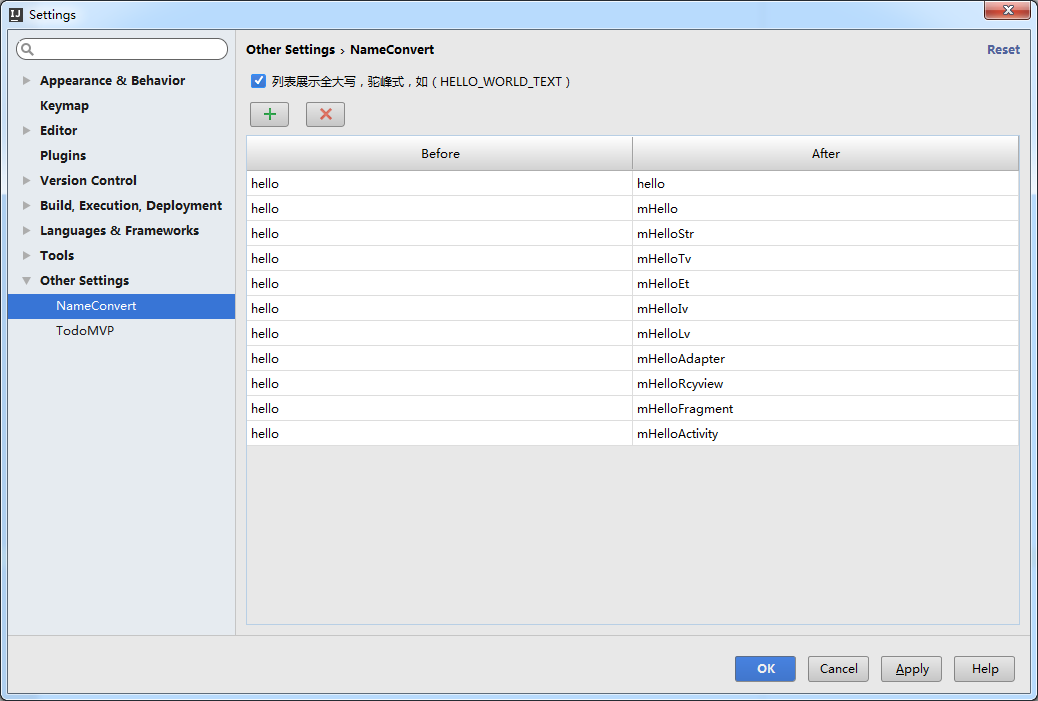 Settings
Appearance & Behavior
Keymap
Editor
Plugins
Version Control
Build, Execution, Deployment
Languages & Frameworks
Tools
Other Settings
NameConvert
TodoMVP
Other Settings › NameConvert
Reset
列表展示全大写，驼峰式，如（HELLO_WORLD_TEXT）
Before After
hello hello
hello mHello
hello mHelloStr
hello mHelloTv
hello mHelloEt
hello mHelloIv
hello mHelloLv
hello mHelloAdapter
hello mHelloRcyview
hello mHelloFragment
hello mHelloActivity
OK Cancel Apply Help